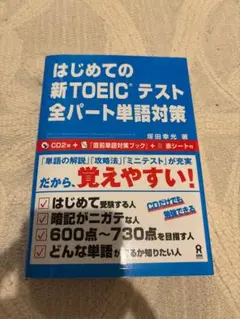 はじめての
新TOEIC®テスト
全パート単語対策
塚田幸光 著
CD2枚 + 「直前単語対策ブック」 + 赤シート付
「単語の解説」「攻略法」「ミニテスト」が充実
だから、覚えやすい!
はじめて受験する人
暗記がニガテな人
600点~730点を目指す人
どんな単語が出るか知りたい人
CDだけでも